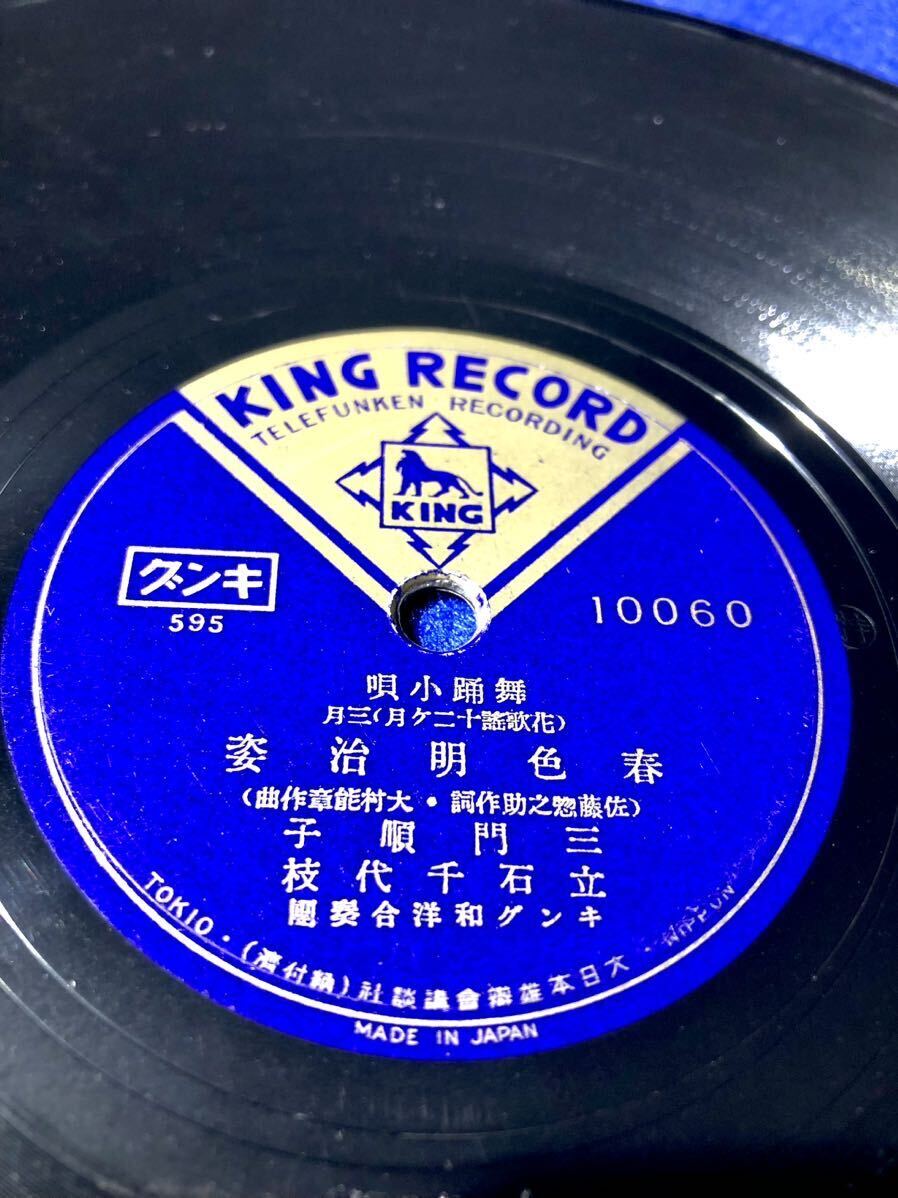 KING RECORD
TELEFUNKEN RECORDING
KING
キング
595
10060
舞踊小唄
(花歌謠十二ケ月)三月
春色明治姿
(佐藤惣之助作詞・大村能章作曲)
三門順子
立石千代枝
キング和洋合奏團
NIPPON・大日本雄辯會講談社(納付濟)・TOKIO
MADE IN JAPAN